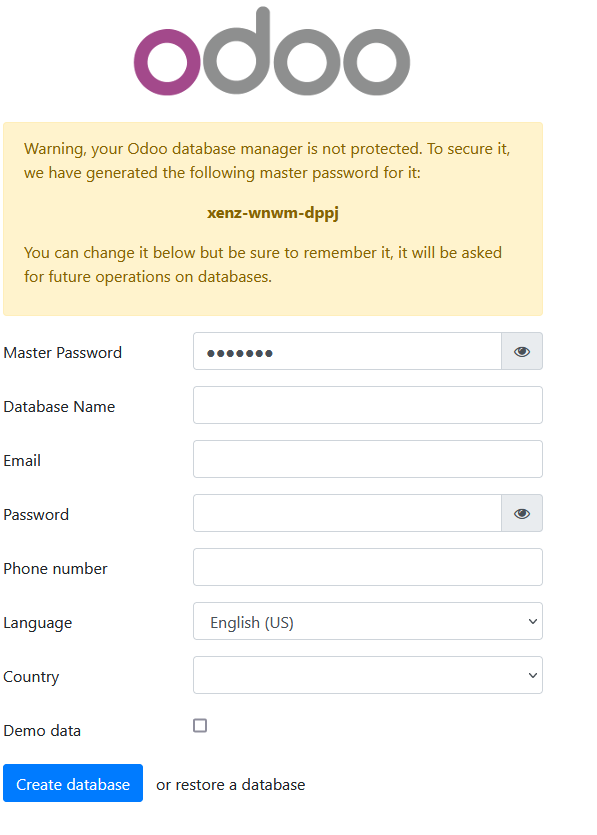 odoo
Warning, your Odoo database manager is not protected. To secure it,
we have generated the following master password for it:
xenz-wnwm-dppj
You can change it below but be sure to remember it, it will be asked
for future operations on databases.
Master Password
Database Name
Email
Password
Phone number
Language English (US)
Country
Demo data
Create database or restore a database